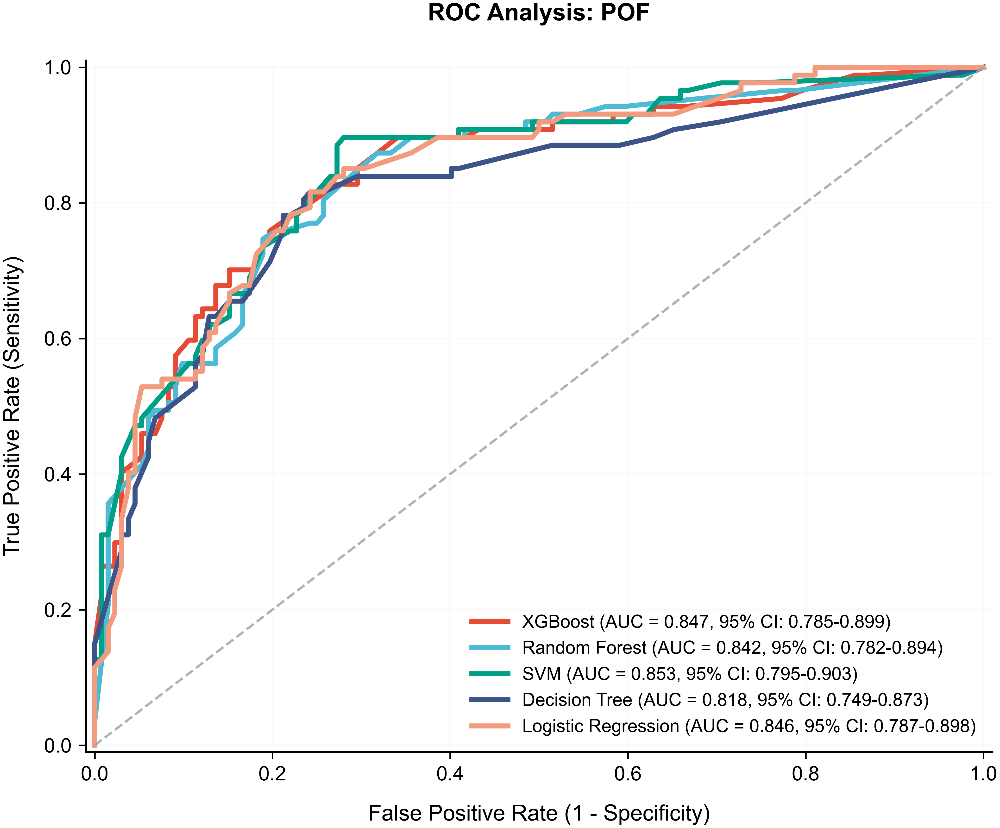 ROC Analysis: POF
True Positive Rate (Sensitivity)
1.0
0.8
0.6
0.4
0.2
0.0
XGBoost (AUC = 0.847, 95% CI: 0.785-0.899)
Random Forest (AUC = 0.842, 95% CI: 0.782-0.894)
SVM (AUC = 0.853, 95% CI: 0.795-0.903)
Decision Tree (AUC = 0.818, 95% CI: 0.749-0.873)
Logistic Regression (AUC = 0.846, 95% CI: 0.787-0.898)
0.0 0.2 0.4 0.6 0.8 1.0
False Positive Rate (1 - Specificity)